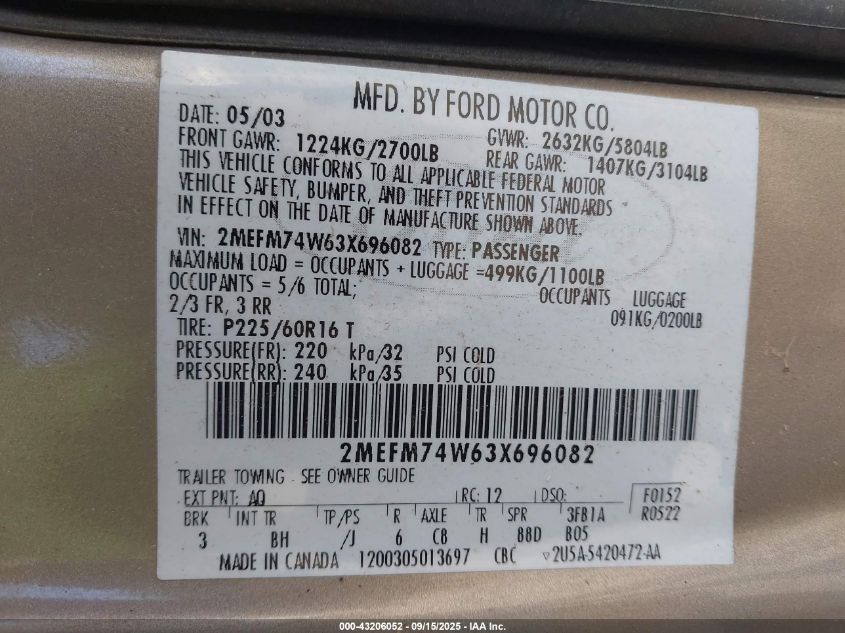 MFD. BY FORD MOTOR CO.
DATE: 05/03 GVWR: 2632KG/5804LB
FRONT GAWR: 1224KG/2700LB REAR GAWR: 1407KG/3104LB
THIS VEHICLE CONFORMS TO ALL APPLICABLE FEDERAL MOTOR
VEHICLE SAFETY, BUMPER, AND THEFT PREVENTION STANDARDS
IN EFFECT ON THE DATE OF MANUFACTURE SHOWN ABOVE.
VIN: 2MEFM74W63X696082 TYPE: PASSENGER
MAXIMUM LOAD = OCCUPANTS + LUGGAGE =499KG/1100LB
OCCUPANTS = 5/6 TOTAL; OCCUPANTS LUGGAGE
2/3 FR, 3 RR 091KG/0200LB
TIRE: P225/60R16 T
PRESSURE(FR): 220 kPa/32 PSI COLD
PRESSURE(RR): 240 kPa/35 PSI COLD
2MEFM74W63X696082
TRAILER TOWING - SEE OWNER GUIDE
EXT PNT: AQ RC: 12 DSO: F0152
BRK INT TR TP/PS R AXLE TR SPR 3FB1A R0522
3 BH /J 6 C8 H 88D B05
MADE IN CANADA 1200305013697 CBC ▽2U5A-5420472-AA
000-43206052 - 09/15/2025 - IAA, Inc.